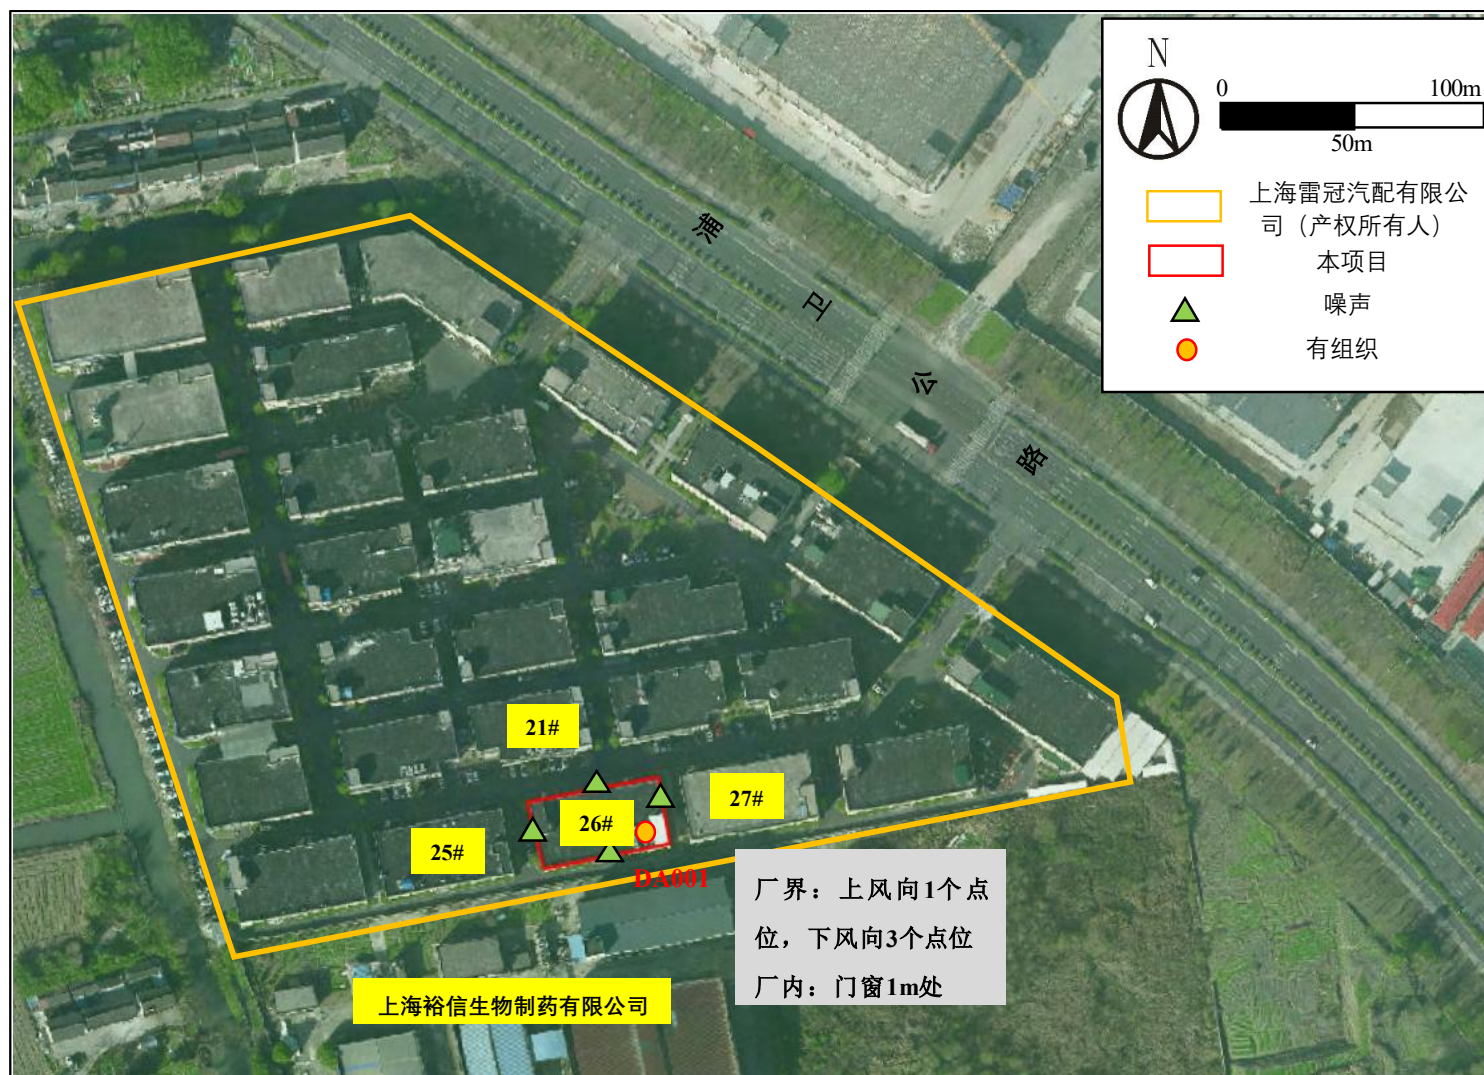 N
0
100m
50m
上海雷冠汽配有限公
司（产权所有人）
本项目
噪声
有组织
浦
卫
公
路
21#
27#
26#
25#
DA001
厂界：上风向1个点
位，下风向3个点位
厂内：门窗1m处
上海裕信生物制药有限公司